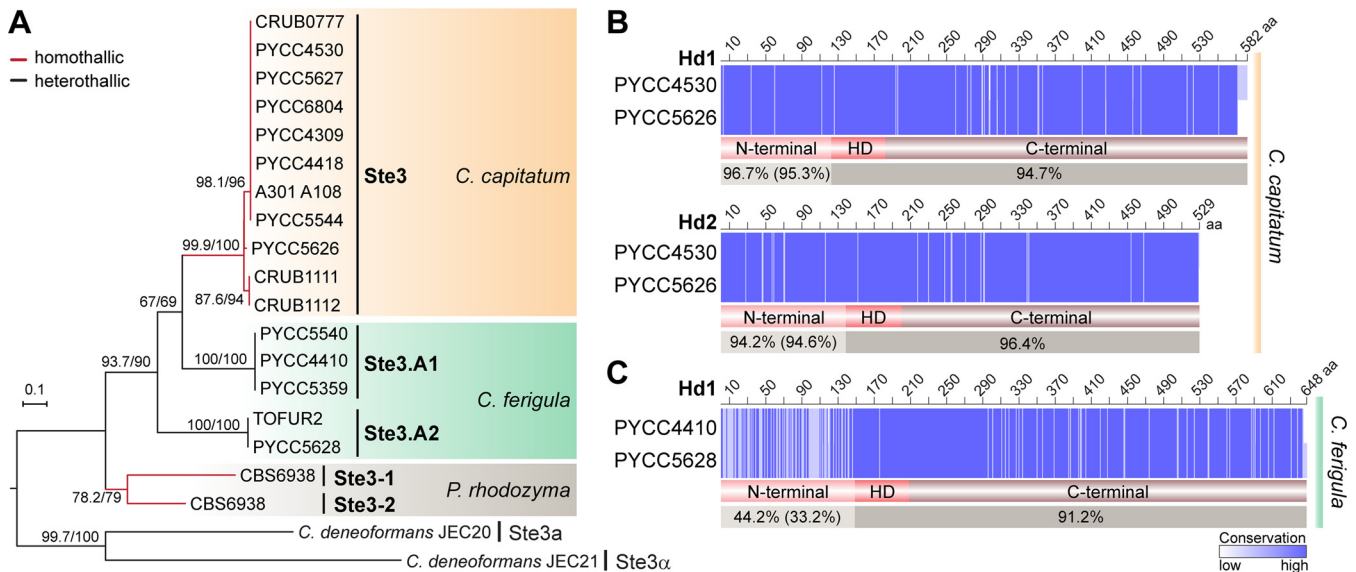 A
homothallic
heterothallic
CRUB0777
PYCC4530
PYCC5627
PYCC6804
PYCC4309
PYCC4418
A301 A108
PYCC5544
PYCC5626
CRUB1111
CRUB1112
Ste3
C. capitatum
98.1/96
99.9/100
87.6/94
67/69
PYCC5540
PYCC4410
PYCC5359
Ste3.A1
100/100
93.7/90
C. ferigula
0.1
TOFUR2
PYCC5628
Ste3.A2
100/100
CBS6938 Ste3-1
CBS6938 Ste3-2
P. rhodozyma
78.2/79
C. deneoformans JEC20 Ste3a
C. deneoformans JEC21 Ste3α
99.7/100
B
10 50 90 130 170 210 250 290 330 370 410 450 490 530 582 aa
Hd1
PYCC4530
PYCC5626
N-terminal HD C-terminal
96.7% (95.3%) 94.7%
10 50 90 130 170 210 250 290 330 370 410 450 490 529 aa
Hd2
PYCC4530
PYCC5626
N-terminal HD C-terminal
94.2% (94.6%) 96.4%
C. capitatum
C
10 50 90 130 170 210 250 290 330 370 410 450 490 530 570 610 648 aa
Hd1
PYCC4410
PYCC5628
N-terminal HD C-terminal
44.2% (33.2%) 91.2%
C. ferigula
Conservation
low high